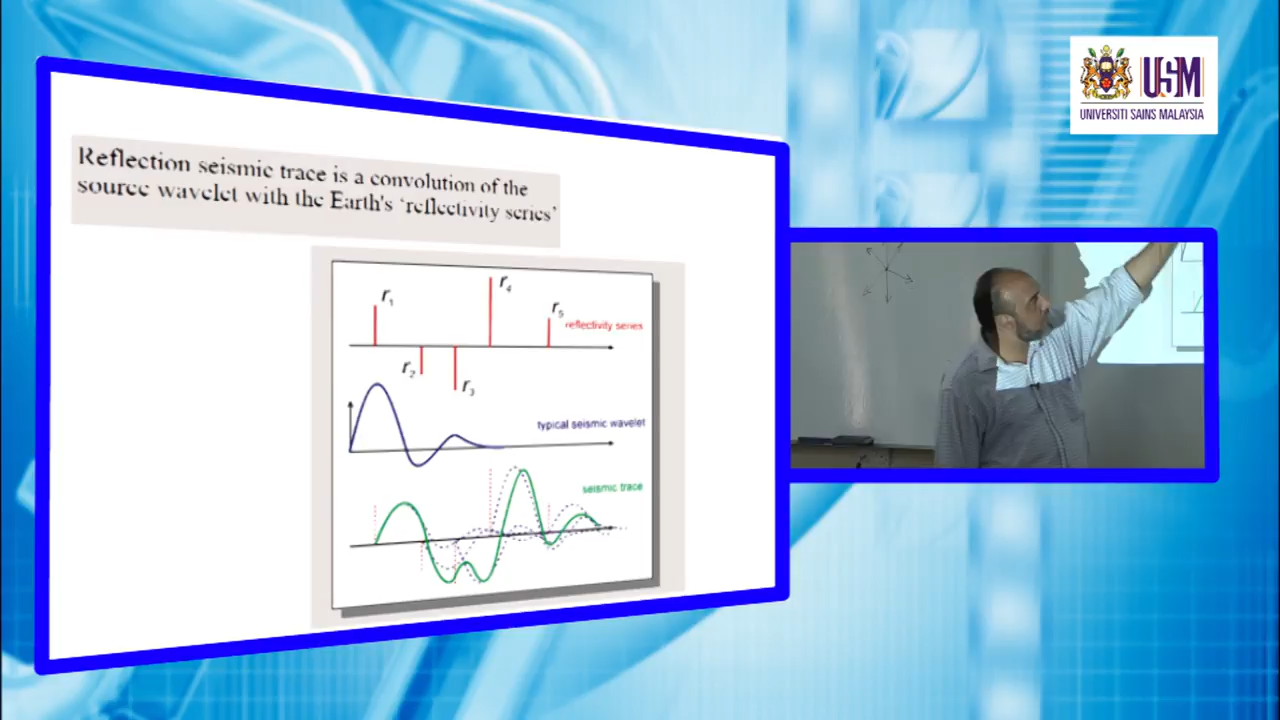 Reflection seismic trace is a convolution of the
source wavelet with the Earth's ‘reflectivity series’
r1
r4
r5
reflectivity series
r2
r3
typical seismic wavelet
seismic trace
USM
UNIVERSITI SAINS MALAYSIA